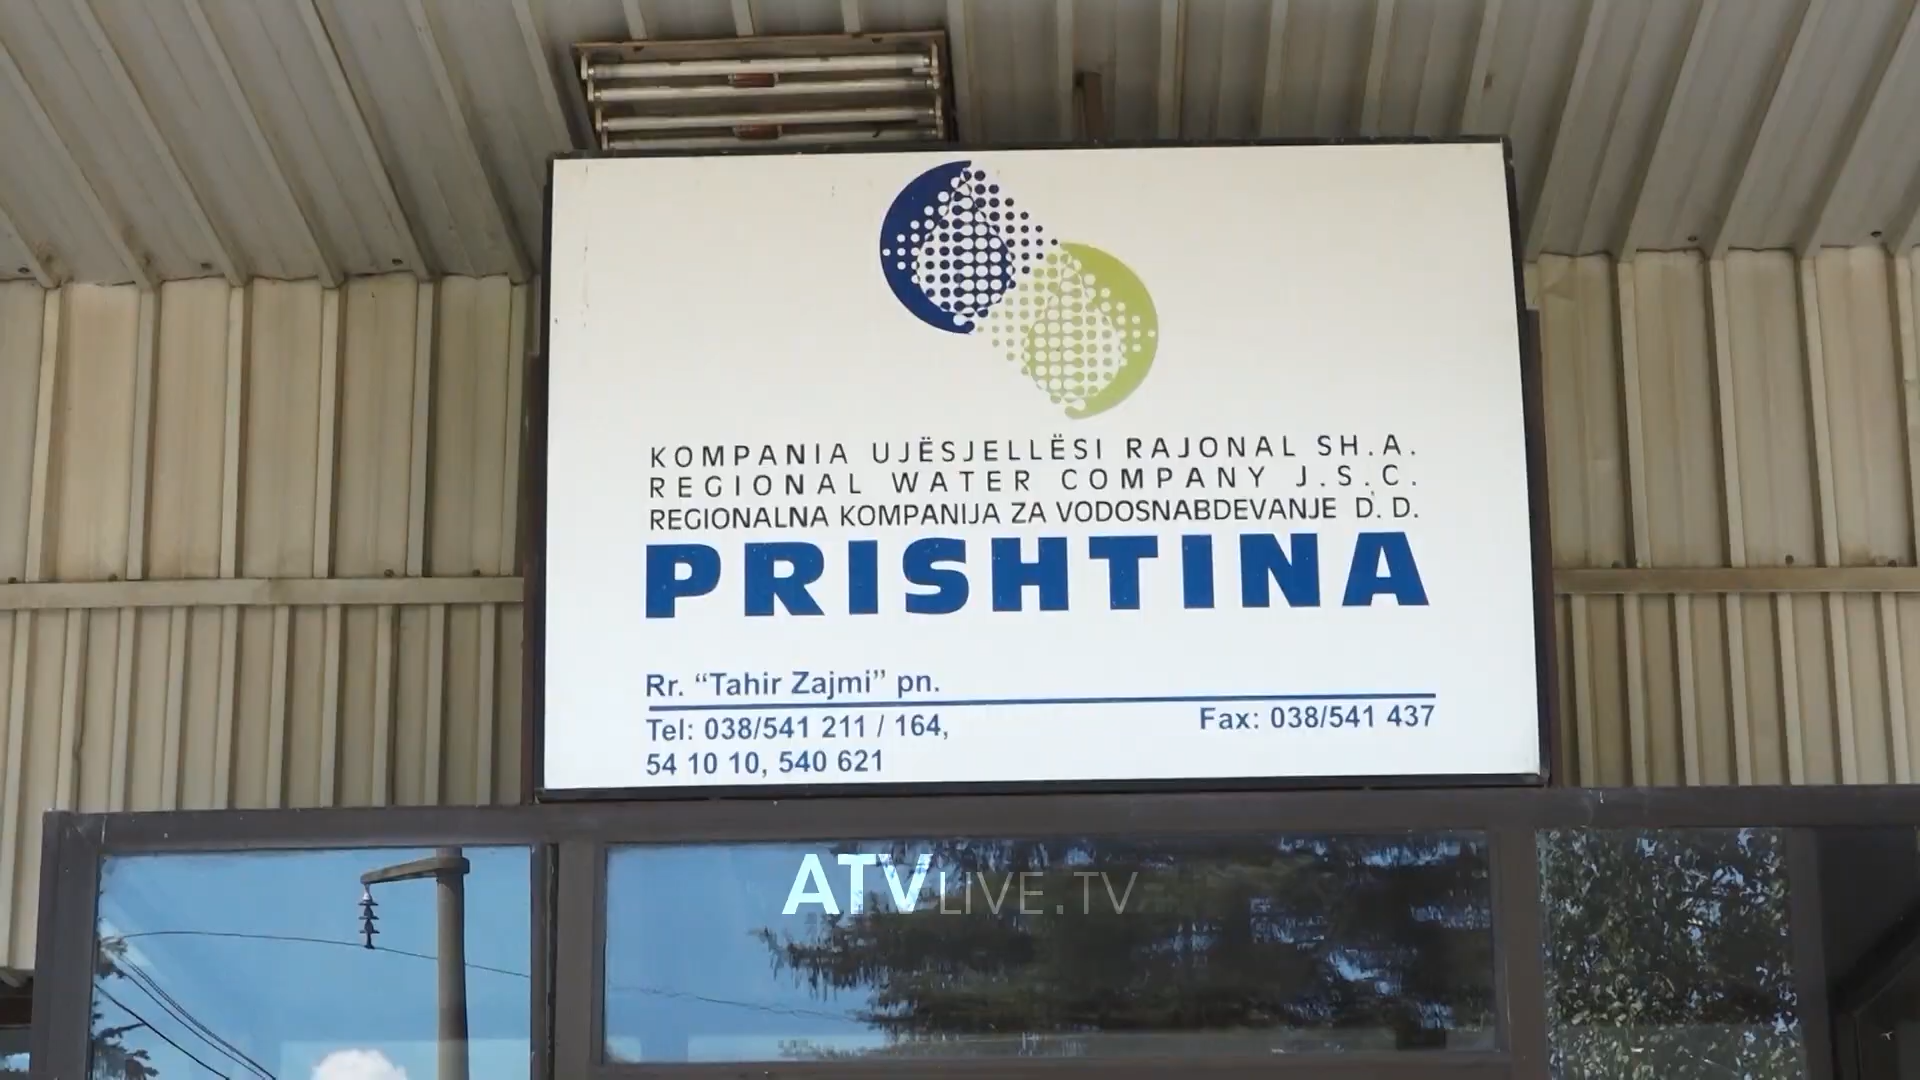 KOMPANIA UJËSJELLËSI RAJONAL SH.A.
REGIONAL WATER COMPANY J.S.C.
REGIONALNA KOMPANIJA ZA VODOSNABDEVANJE D.D.
PRISHTINA
Rr. “Tahir Zajmi” pn.
Tel: 038/541 211 / 164,
54 10 10, 540 621
Fax: 038/541 437
ATVLIVE.TV